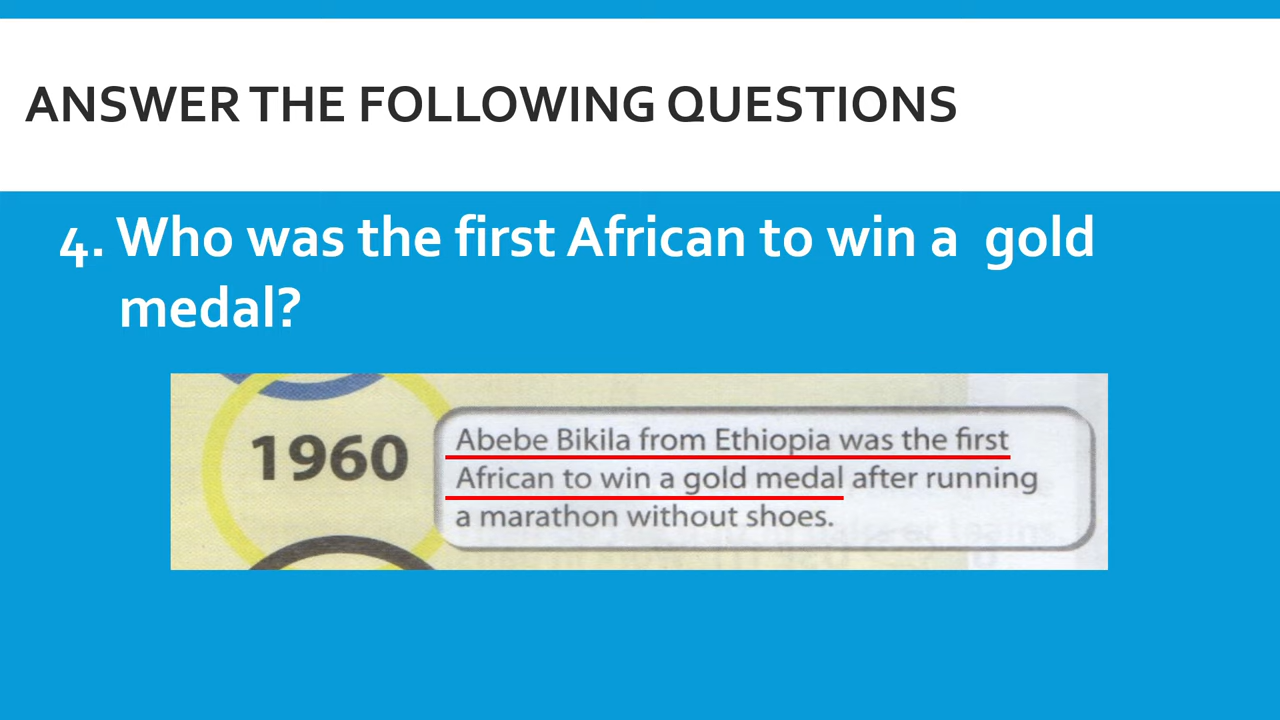 ANSWER THE FOLLOWING QUESTIONS
4. Who was the first African to win a gold
medal?
1960
Abebe Bikila from Ethiopia was the first
African to win a gold medal after running
a marathon without shoes.